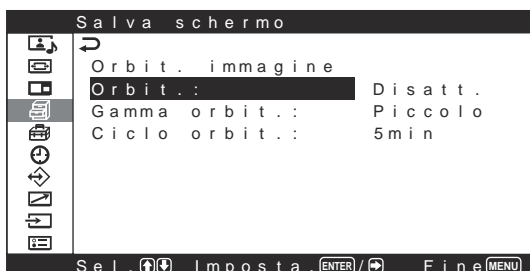 Salva schermo
Orbit. immagine
Orbit.: Disatt.
Gamma orbit.: Piccolo
Ciclo orbit.: 5min
Sel. Imposta. ENTER / Fine MENU